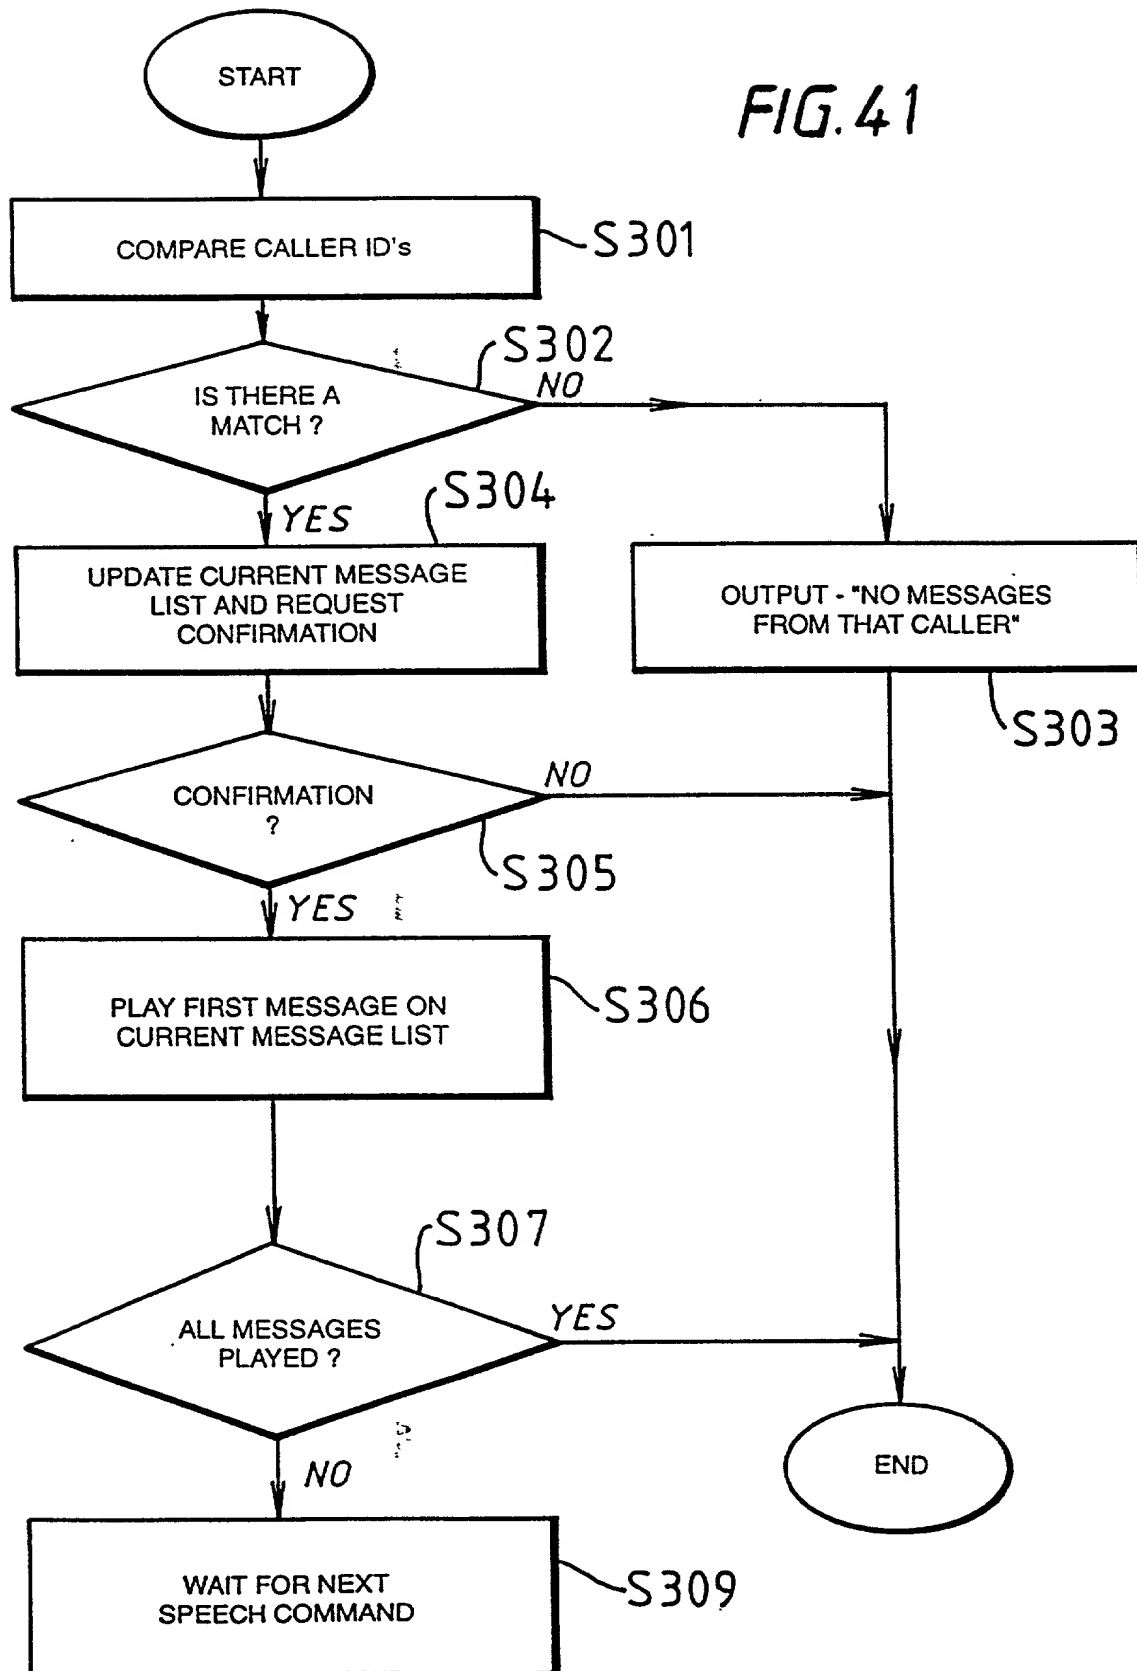 START
FIG. 41
COMPARE CALLER ID's
S301
S302
IS THERE A
MATCH ?
NO
YES
S304
UPDATE CURRENT MESSAGE
LIST AND REQUEST
CONFIRMATION
OUTPUT - "NO MESSAGES
FROM THAT CALLER"
S303
CONFIRMATION
?
NO
S305
YES
PLAY FIRST MESSAGE ON
CURRENT MESSAGE LIST
S306
S307
ALL MESSAGES
PLAYED ?
YES
NO
END
WAIT FOR NEXT
SPEECH COMMAND
S309